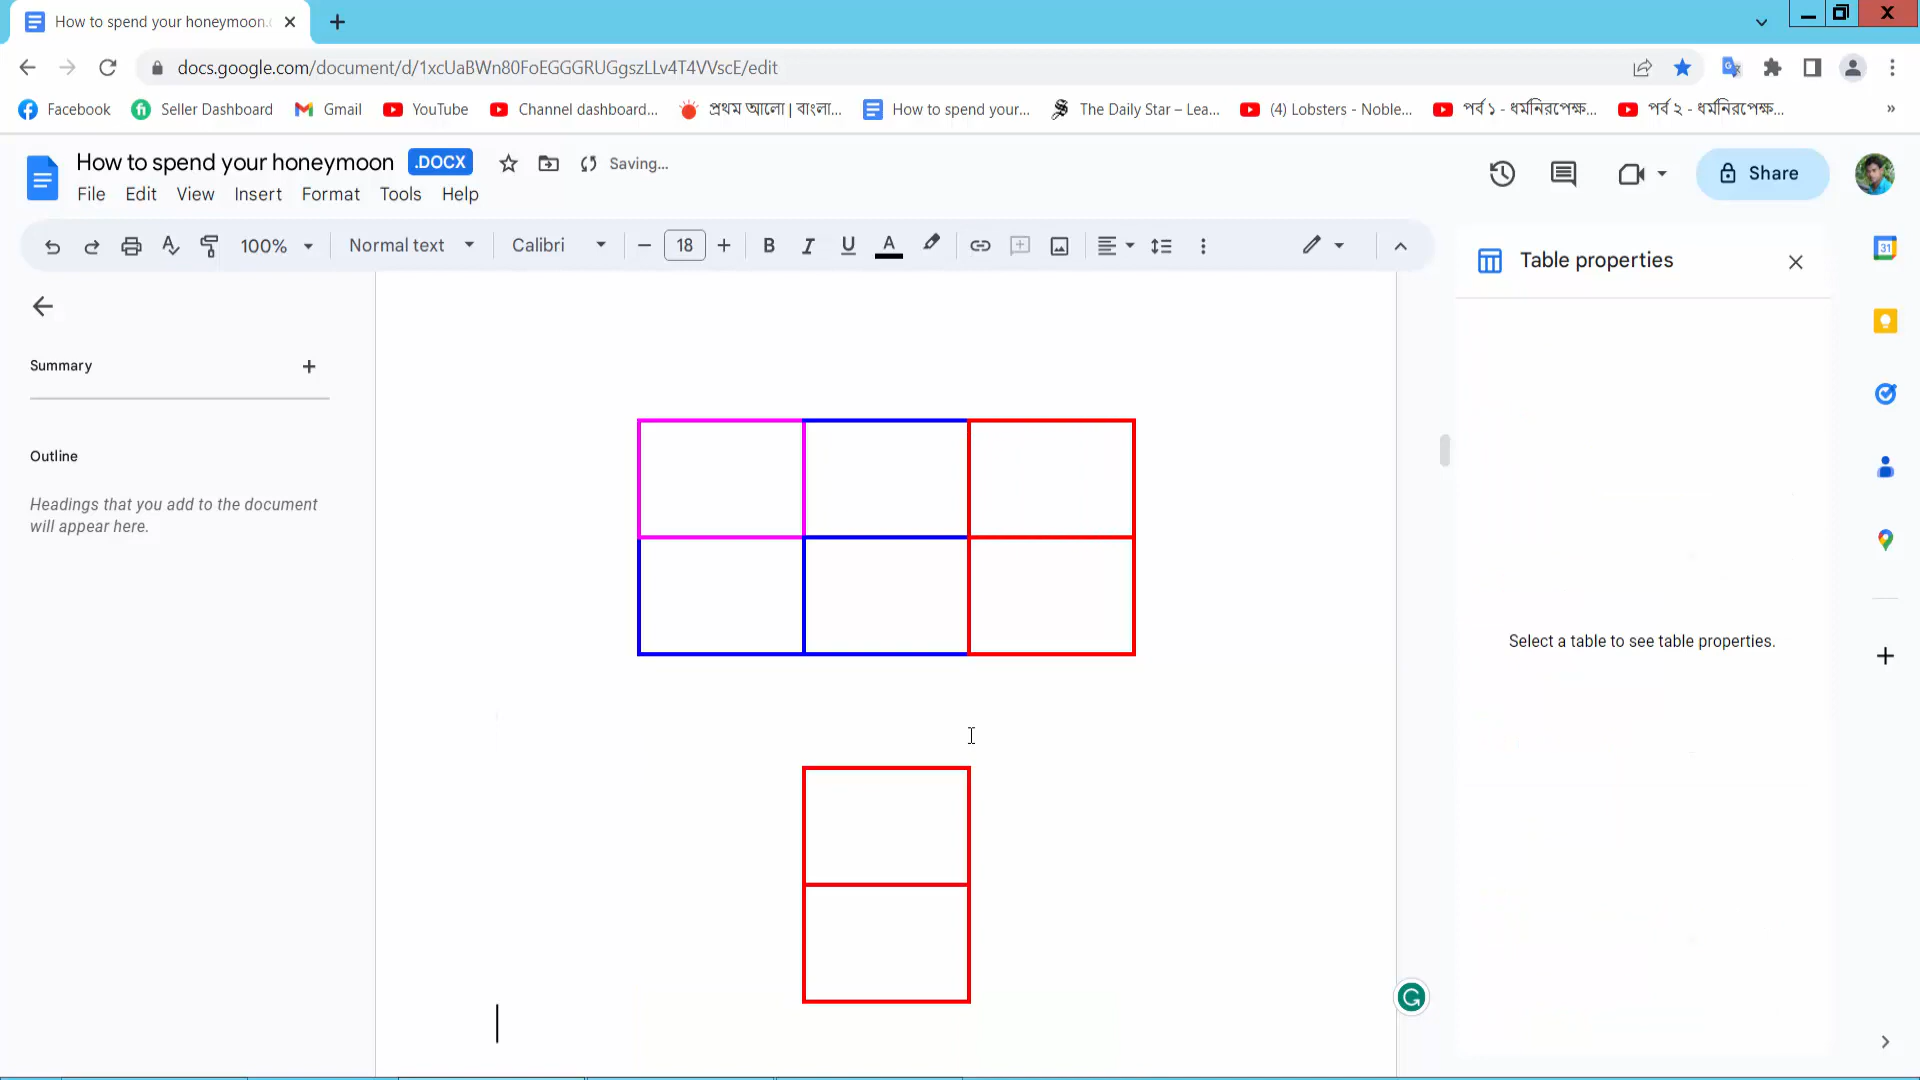 How to spend your honeymoon.
docs.google.com/document/d/1xcUaBWn80FoEGGGRUGgszLLv4T4VVscE/edit
Facebook
Seller Dashboard
Gmail
YouTube
Channel dashboard...
প্রথম আলো | বাংলা...
How to spend your...
The Daily Star – Lea...
(4) Lobsters - Noble...
পর্ব ১ - ধর্মনিরপেক্ষ...
পর্ব ২ - ধর্মনিরপেক্ষ...
»
How to spend your honeymoon
.DOCX
Saving...
File
Edit
View
Insert
Format
Tools
Help
Share
100%
Normal text
Calibri
18
B
I
U
A
Table properties
31
Summary
Outline
Headings that you add to the document
will appear here.
Select a table to see table properties.